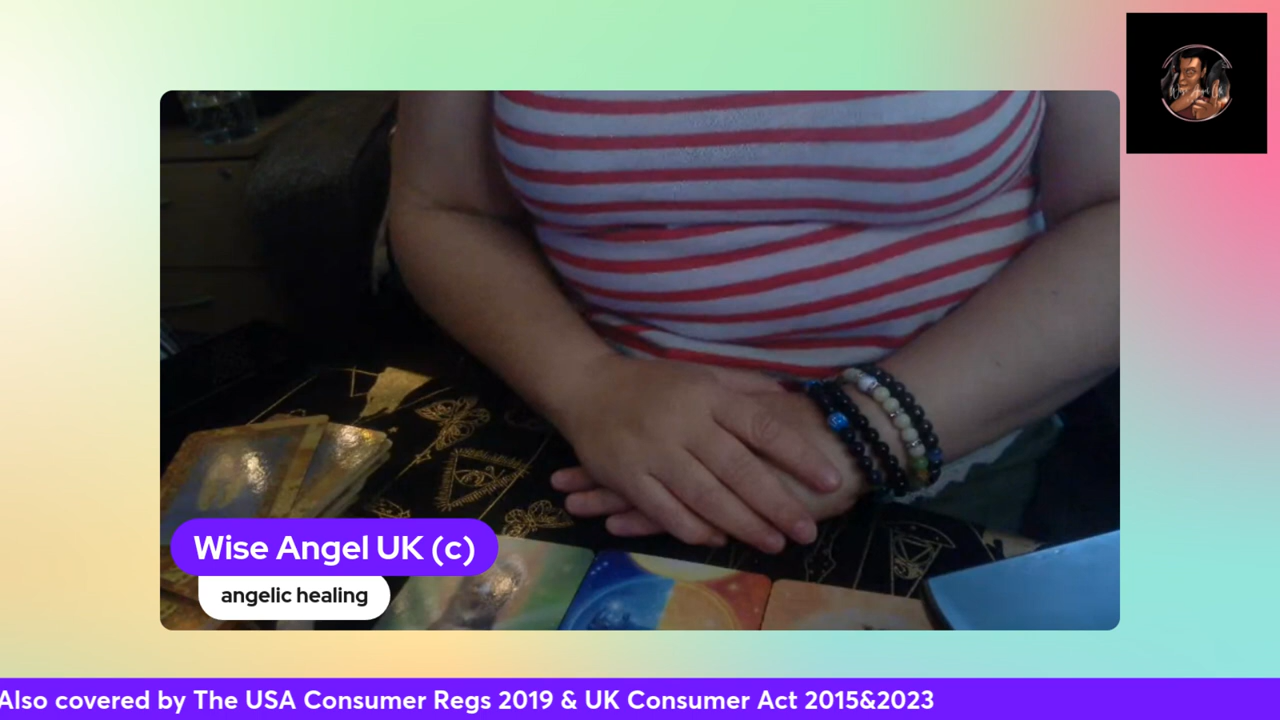 Wise Angel UK (c)
angelic healing
Also covered by The USA Consumer Regs 2019 & UK Consumer Act 2015&2023